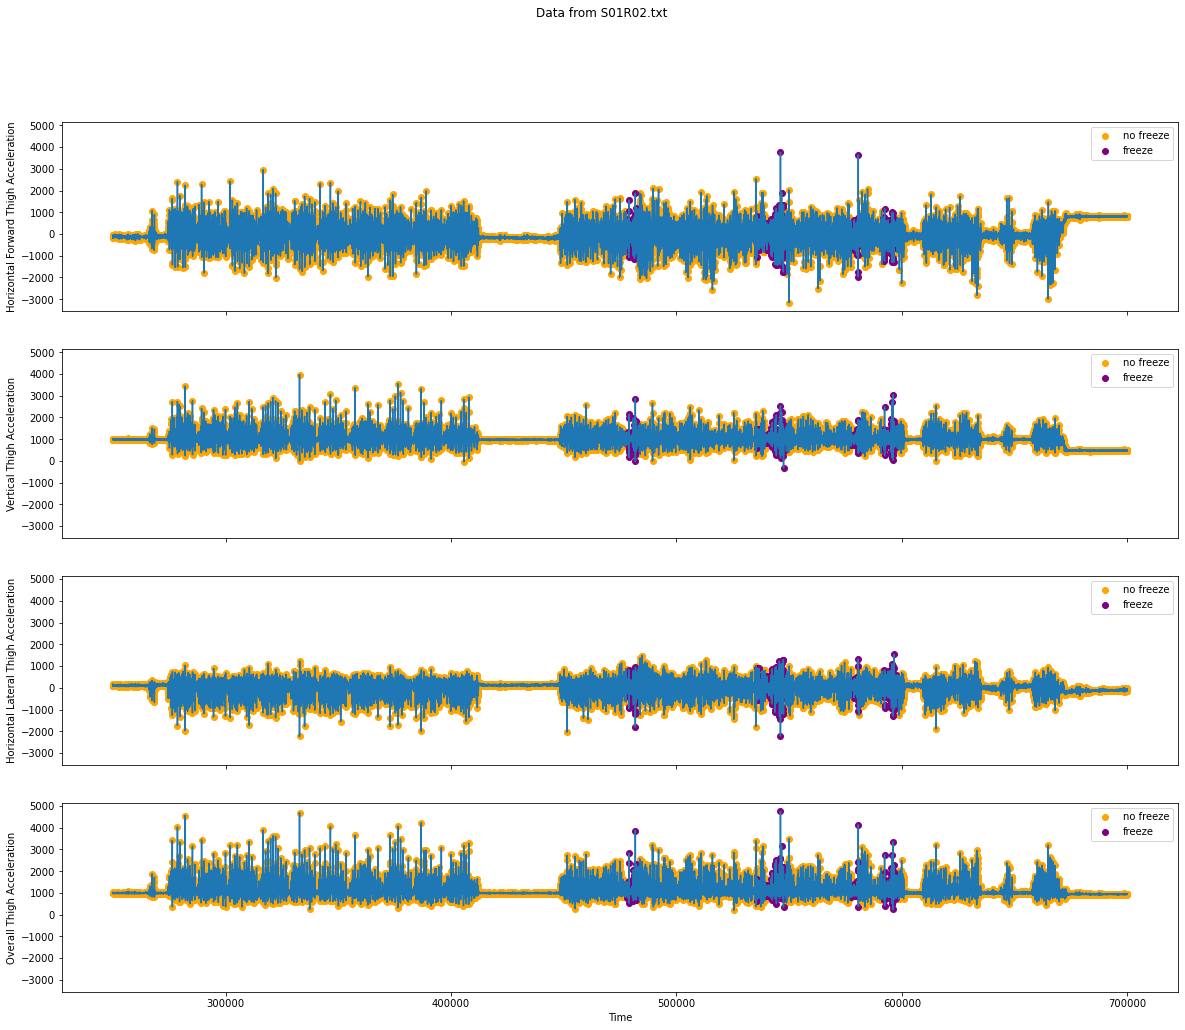 Data from S01R02.txt
Horizontal Forward Thigh Acceleration
5000
4000
3000
2000
1000
0
−1000
−2000
−3000
no freeze
freeze
Vertical Thigh Acceleration
5000
4000
3000
2000
1000
0
−1000
−2000
−3000
no freeze
freeze
Horizontal Lateral Thigh Acceleration
5000
4000
3000
2000
1000
0
−1000
−2000
−3000
no freeze
freeze
Overall Thigh Acceleration
5000
4000
3000
2000
1000
0
−1000
−2000
−3000
no freeze
freeze
300000 400000 500000 600000 700000
Time